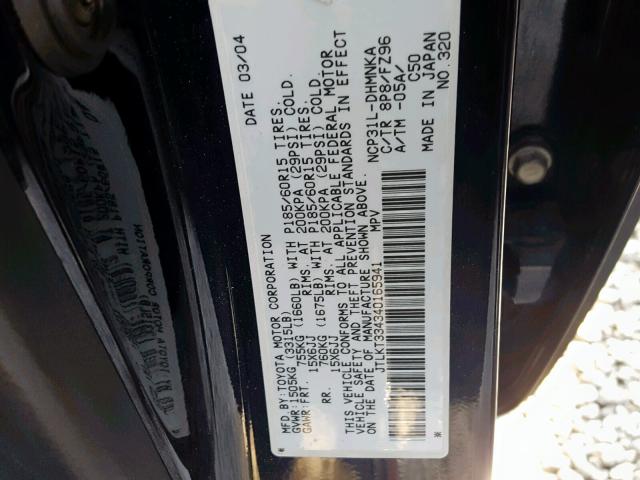 MFD.BY:TOYOTA MOTOR CORPORATION DATE 03/04
GVWR:1505KG (3315LB)
GAWR:FRT. 755KG (1660LB) WITH P185/60R15 TIRES.
15X6JJ RIMS. AT 200KPA (29PSI) COLD.
RR. 760KG (1675LB) WITH P185/60R15 TIRES.
15X6JJ RIMS. AT 200KPA (29PSI) COLD.
THIS VEHICLE CONFORMS TO ALL APPLICABLE FEDERAL MOTOR
VEHICLE SAFETY AND THEFT PREVENTION STANDARDS IN EFFECT
ON THE DATE OF MANUFACTURE SHOWN ABOVE.
JTLKT334340165941 MPV
NCP31L-DHMNKA
C/TR 8P8/FZ96
A/TM -05A/
C50
MADE IN JAPAN
NO.320